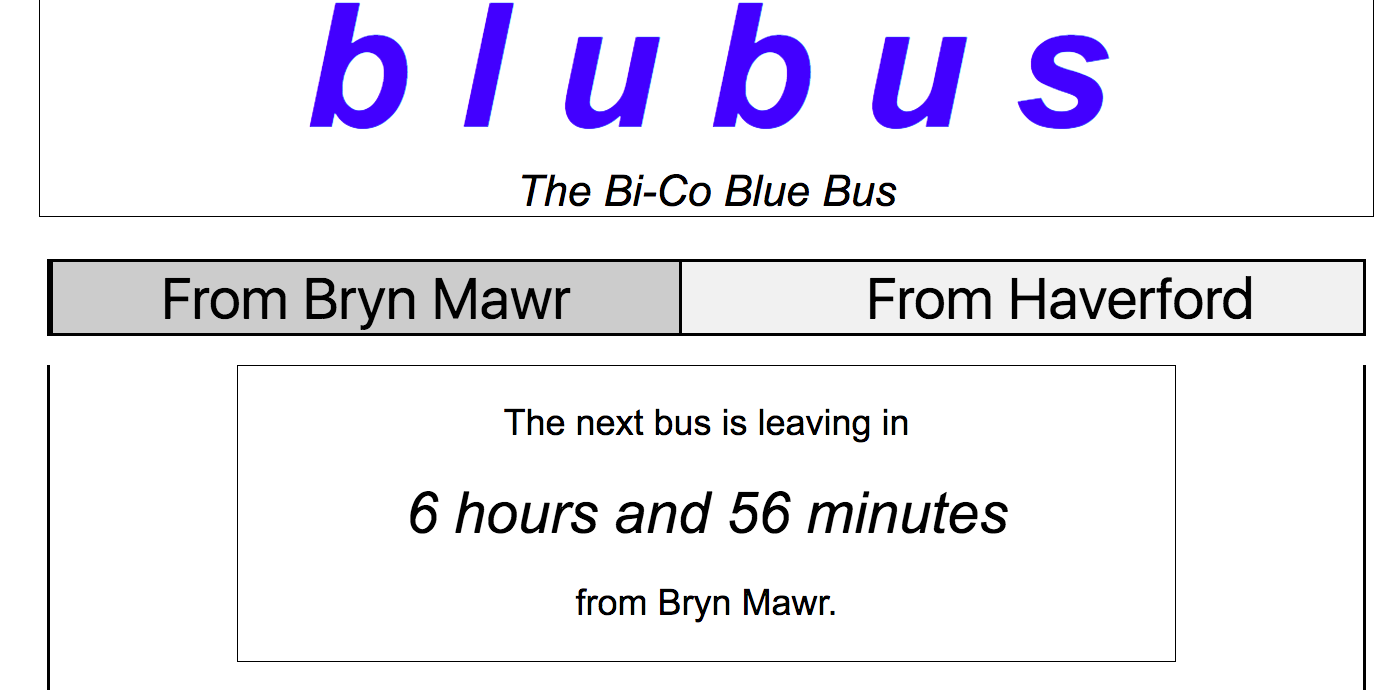 blubus
The Bi-Co Blue Bus
From Bryn Mawr
From Haverford
The next bus is leaving in
6 hours and 56 minutes
from Bryn Mawr.